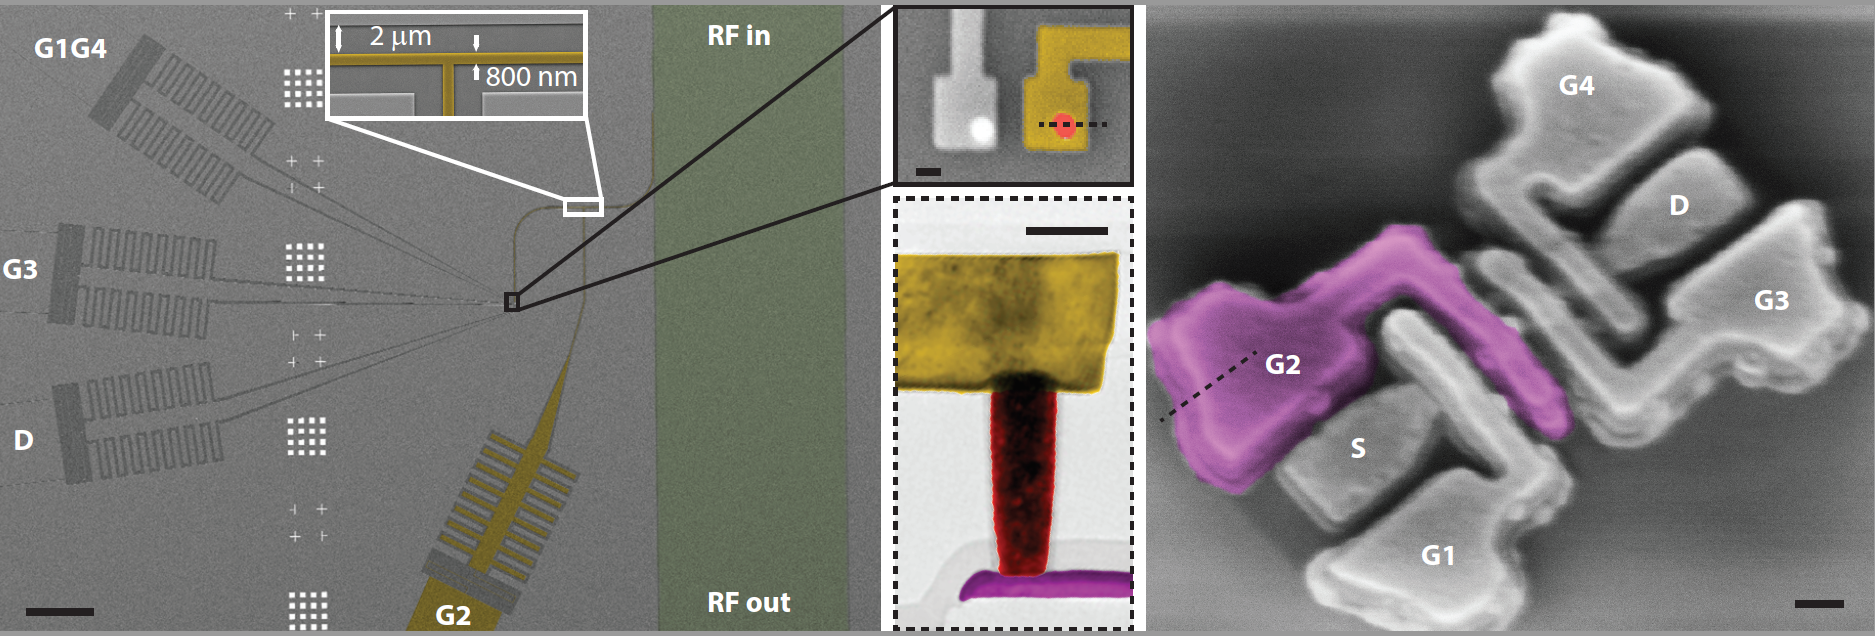 G1G4
G3
D
G2
2 µm
800 nm
RF in
RF out
G4
D
G3
G2
S
G1